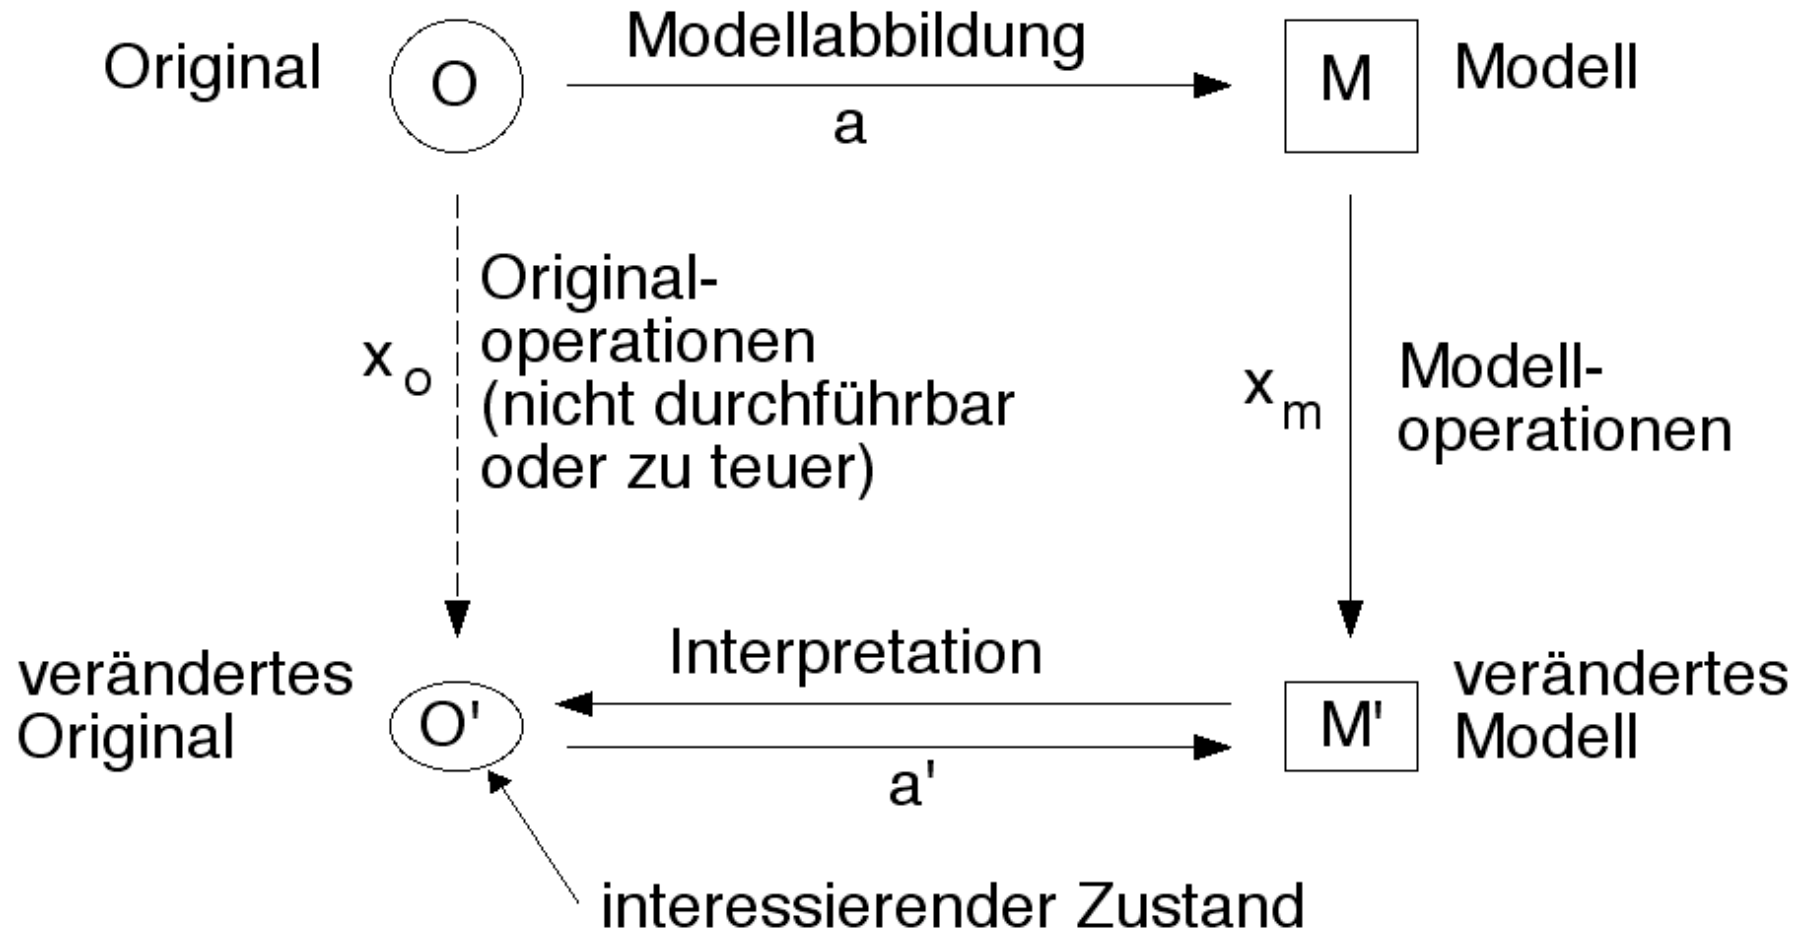 Modellabbildung
Original
O
M
Modell
a
Original-
operationen
(nicht durchführbar
oder zu teuer)
x o
x m
Modell-
operationen
Interpretation
verändertes
Original
O'
M'
verändertes
Modell
a'
interessierender Zustand